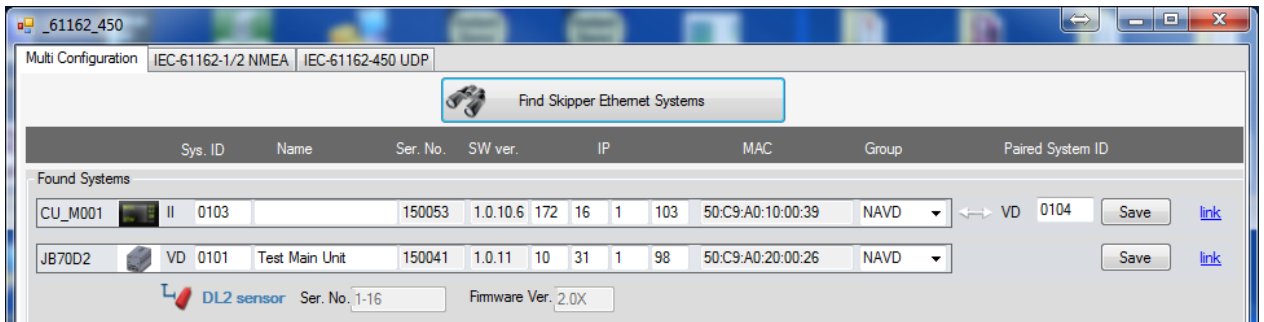 _61162_450
Multi Configuration IEC-61162-1/2 NMEA IEC-61162-450 UDP
Find Skipper Ethernet Systems
Sys. ID Name Ser. No. SW ver. IP MAC Group Paired System ID
Found Systems
CU_M001 II 0103 150053 1.0.10.6 172 16 1 103 50:C9:A0:10:00:39 NAVD VD 0104 Save link
JB70D2 VD 0101 Test Main Unit 150041 1.0.11 10 31 1 98 50:C9:A0:20:00:26 NAVD Save link
DL2 sensor Ser. No. 1-16 Firmware Ver. 2.0X